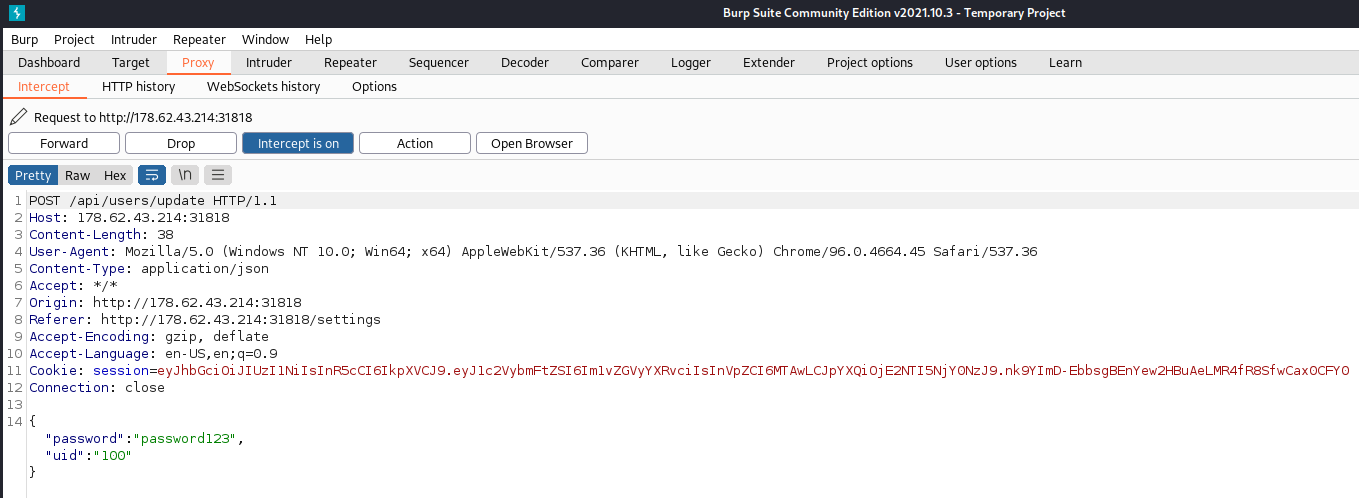 Burp Suite Community Edition v2021.10.3 - Temporary Project
Burp Project Intruder Repeater Window Help
Dashboard Target Proxy Intruder Repeater Sequencer Decoder Comparer Logger Extender Project options User options Learn
Intercept HTTP history WebSockets history Options
Request to http://178.62.43.214:31818
Forward Drop Intercept is on Action Open Browser
Pretty Raw Hex \n
1 POST /api/users/update HTTP/1.1
2 Host: 178.62.43.214:31818
3 Content-Length: 38
4 User-Agent: Mozilla/5.0 (Windows NT 10.0; Win64; x64) AppleWebKit/537.36 (KHTML, like Gecko) Chrome/96.0.4664.45 Safari/537.36
5 Content-Type: application/json
6 Accept: */*
7 Origin: http://178.62.43.214:31818
8 Referer: http://178.62.43.214:31818/settings
9 Accept-Encoding: gzip, deflate
10 Accept-Language: en-US,en;q=0.9
11 Cookie: session=eyJhbGciOiJIUzI1NiIsInR5cCI6IkpXVCJ9.eyJ1c2VybmFtZSI6Im1vZGVyYXRvciIsInVpZCI6MTAwLCJpYXQiOjE2NTI5NjY0NzJ9.nk9YImD-EbbsgBEnYew2HBuAeLMR4fR8SfwCax0CFY0
12 Connection: close
13
14 {
"password":"password123",
"uid":"100"
}